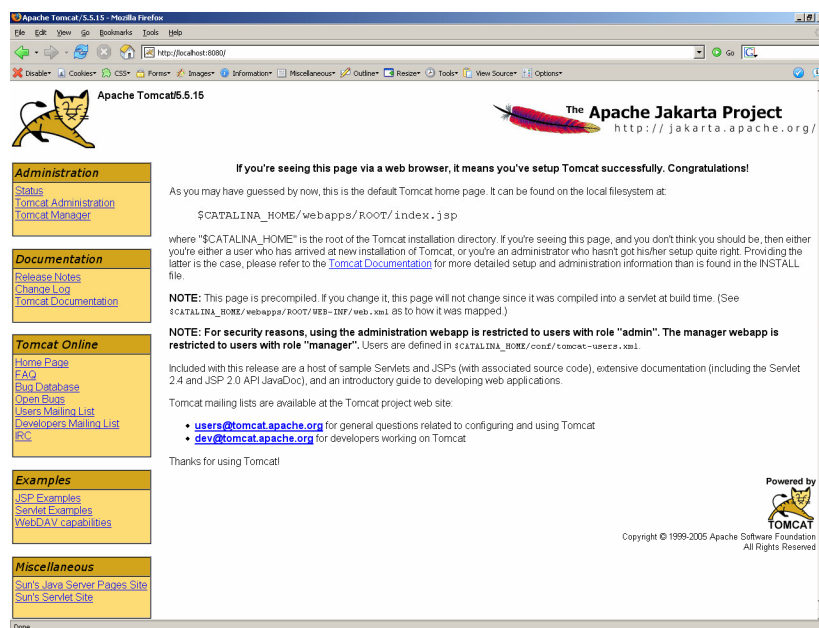 Apache Tomcat/5.5.15 - Mozilla Firefox
File Edit View Go Bookmarks Tools Help
http://localhost:8080/ Go
Disable Cookies CSS Forms Images Information Miscellaneous Outline Resize Tools View Source Options
Apache Tomcat/5.5.15
The Apache Jakarta Project
http://jakarta.apache.org/
Administration
Status
Tomcat Administration
Tomcat Manager
Documentation
Release Notes
Change Log
Tomcat Documentation
Tomcat Online
Home Page
FAQ
Bug Database
Open Bugs
Users Mailing List
Developers Mailing List
IRC
Examples
JSP Examples
Servlet Examples
WebDAV capabilities
Miscellaneous
Sun's Java Server Pages Site
Sun's Servlet Site
If you're seeing this page via a web browser, it means you've setup Tomcat successfully. Congratulations!
As you may have guessed by now, this is the default Tomcat home page. It can be found on the local filesystem at:
$CATALINA_HOME/webapps/ROOT/index.jsp
where "$CATALINA_HOME" is the root of the Tomcat installation directory. If you're seeing this page, and you don't think you should be, then either
you're either a user who has arrived at new installation of Tomcat, or you're an administrator who hasn't got his/her setup quite right. Providing the
latter is the case, please refer to the Tomcat Documentation for more detailed setup and administration information than is found in the INSTALL
file.
NOTE: This page is precompiled. If you change it, this page will not change since it was compiled into a servlet at build time. (See
$CATALINA_HOME/webapps/ROOT/WEB-INF/web.xml as to how it was mapped.)
NOTE: For security reasons, using the administration webapp is restricted to users with role "admin". The manager webapp is
restricted to users with role "manager". Users are defined in $CATALINA_HOME/conf/tomcat-users.xml.
Included with this release are a host of sample Servlets and JSPs (with associated source code), extensive documentation (including the Servlet
2.4 and JSP 2.0 API JavaDoc), and an introductory guide to developing web applications.
Tomcat mailing lists are available at the Tomcat project web site:
• users@tomcat.apache.org for general questions related to configuring and using Tomcat
• dev@tomcat.apache.org for developers working on Tomcat
Thanks for using Tomcat!
Powered by
TOMCAT
Copyright © 1999-2005 Apache Software Foundation
All Rights Reserved
Done